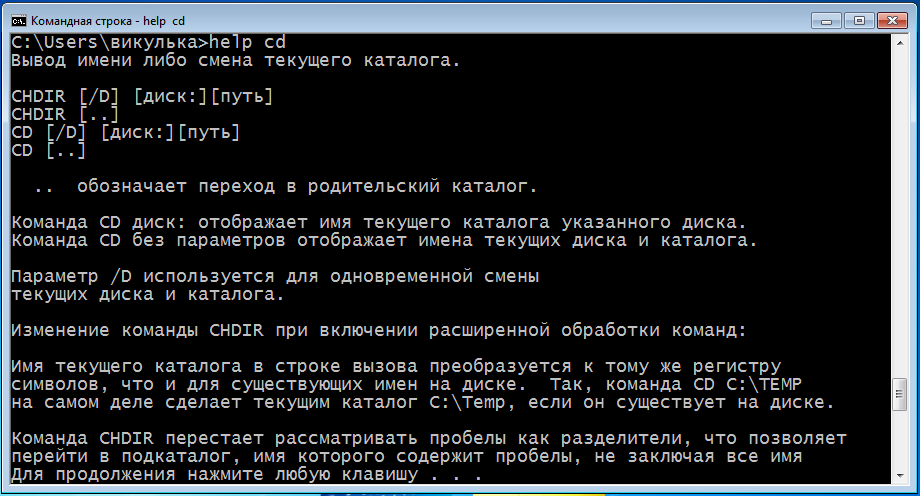 Командная строка - help cd
C:\Users\викулька>help cd
Вывод имени либо смена текущего каталога.
CHDIR [/D] [диск:][путь]
CHDIR [..]
CD [/D] [диск:][путь]
CD [..]
.. обозначает переход в родительский каталог.
Команда CD диск: отображает имя текущего каталога указанного диска.
Команда CD без параметров отображает имена текущих диска и каталога.
Параметр /D используется для одновременной смены
текущих диска и каталога.
Изменение команды CHDIR при включении расширенной обработки команд:
Имя текущего каталога в строке вызова преобразуется к тому же регистру
символов, что и для существующих имен на диске. Так, команда CD C:\TEMP
на самом деле сделает текущим каталог C:\Temp, если он существует на диске.
Команда CHDIR перестает рассматривать пробелы как разделители, что позволяет
перейти в подкаталог, имя которого содержит пробелы, не заключая все имя
Для продолжения нажмите любую клавишу . . .